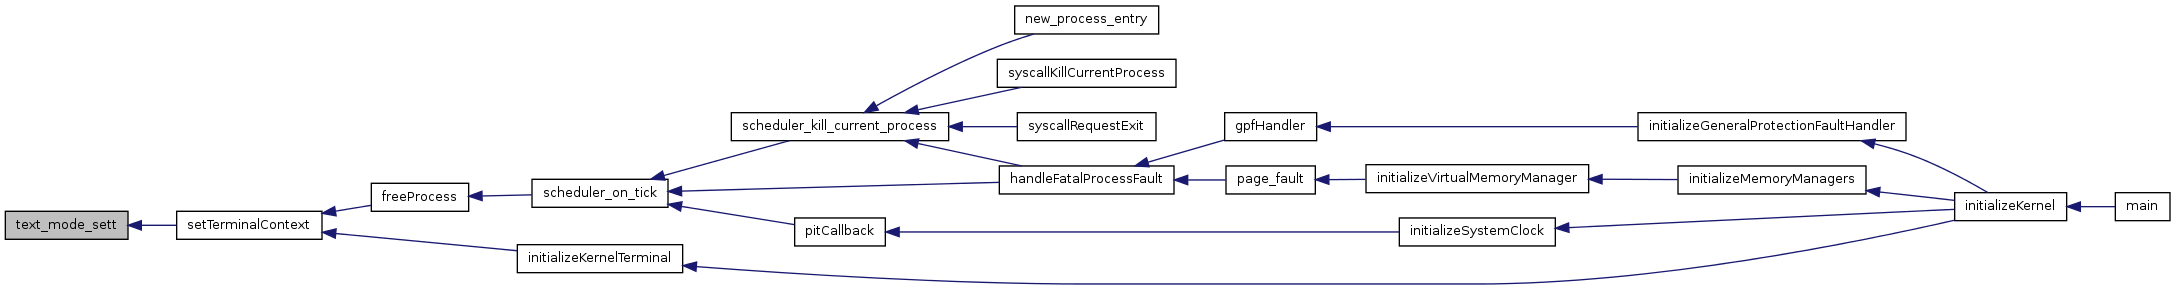 new_process_entry
syscallKillCurrentProcess
scheduler_kill_current_process
syscallRequestExit
gpfHandler
initializeGeneralProtectionFaultHandler
handleFatalProcessFault
page_fault
initializeVirtualMemoryManager
initializeMemoryManagers
freeProcess
scheduler_on_tick
initializeKernel
main
text_mode_sett
setTerminalContext
pitCallback
initializeSystemClock
initializeKernelTerminal